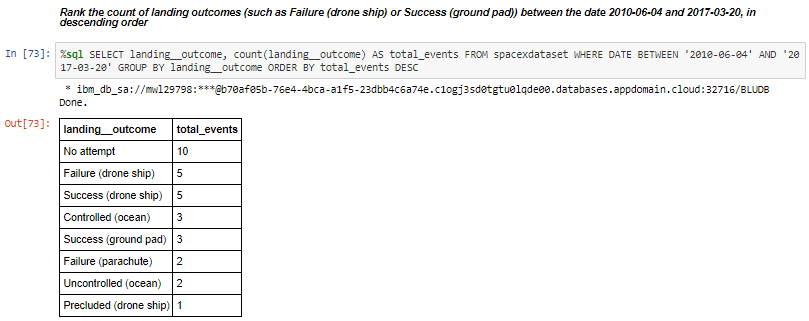 Rank the count of landing outcomes (such as Failure (drone ship) or Success (ground pad)) between the date 2010-06-04 and 2017-03-20, in
descending order
In [73]: %sql SELECT landing__outcome, count(landing__outcome) AS total_events FROM spacexdataset WHERE DATE BETWEEN '2010-06-04' AND '20
17-03-20' GROUP BY landing__outcome ORDER BY total_events DESC
* ibm_db_sa://mwl29798:***@b70af05b-76e4-4bca-a1f5-23dbb4c6a74e.c1ogj3sd0tgtu0lqde00.databases.appdomain.cloud:32716/BLUDB
Done.
Out[73]:
landing__outcome total_events
No attempt 10
Failure (drone ship) 5
Success (drone ship) 5
Controlled (ocean) 3
Success (ground pad) 3
Failure (parachute) 2
Uncontrolled (ocean) 2
Precluded (drone ship) 1